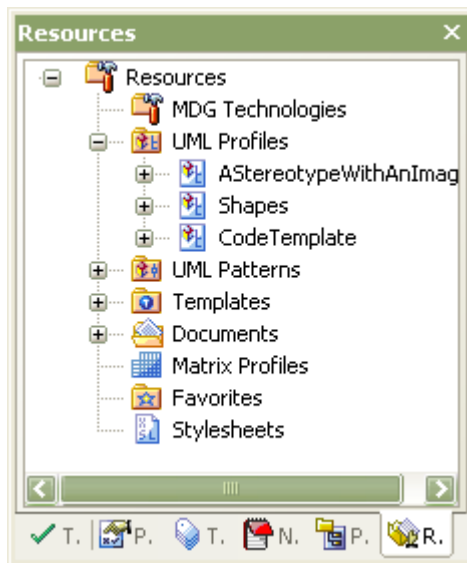 Resources
Resources
MDG Technologies
UML Profiles
AStereotypeWithAnImag
Shapes
CodeTemplate
UML Patterns
Templates
Documents
Matrix Profiles
Favorites
Stylesheets
T. P. T. N. P. R.